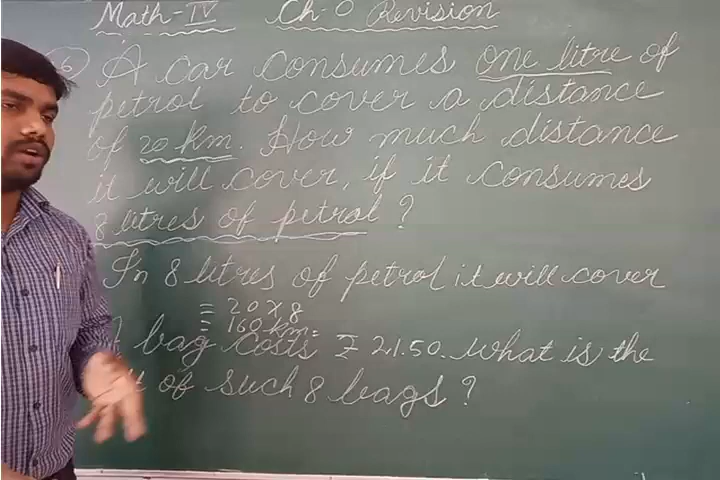 Math-IV Ch-0 Revision
6 A car consumes one litre of
petrol to cover a distance
of 20 km. How much distance
it will cover, if it consumes
8 litres of petrol ?
In 8 litres of petrol it will cover
= 20 x 8
= 160 km.
bag costs ₹ 21.50. What is the
of such 8 bags ?